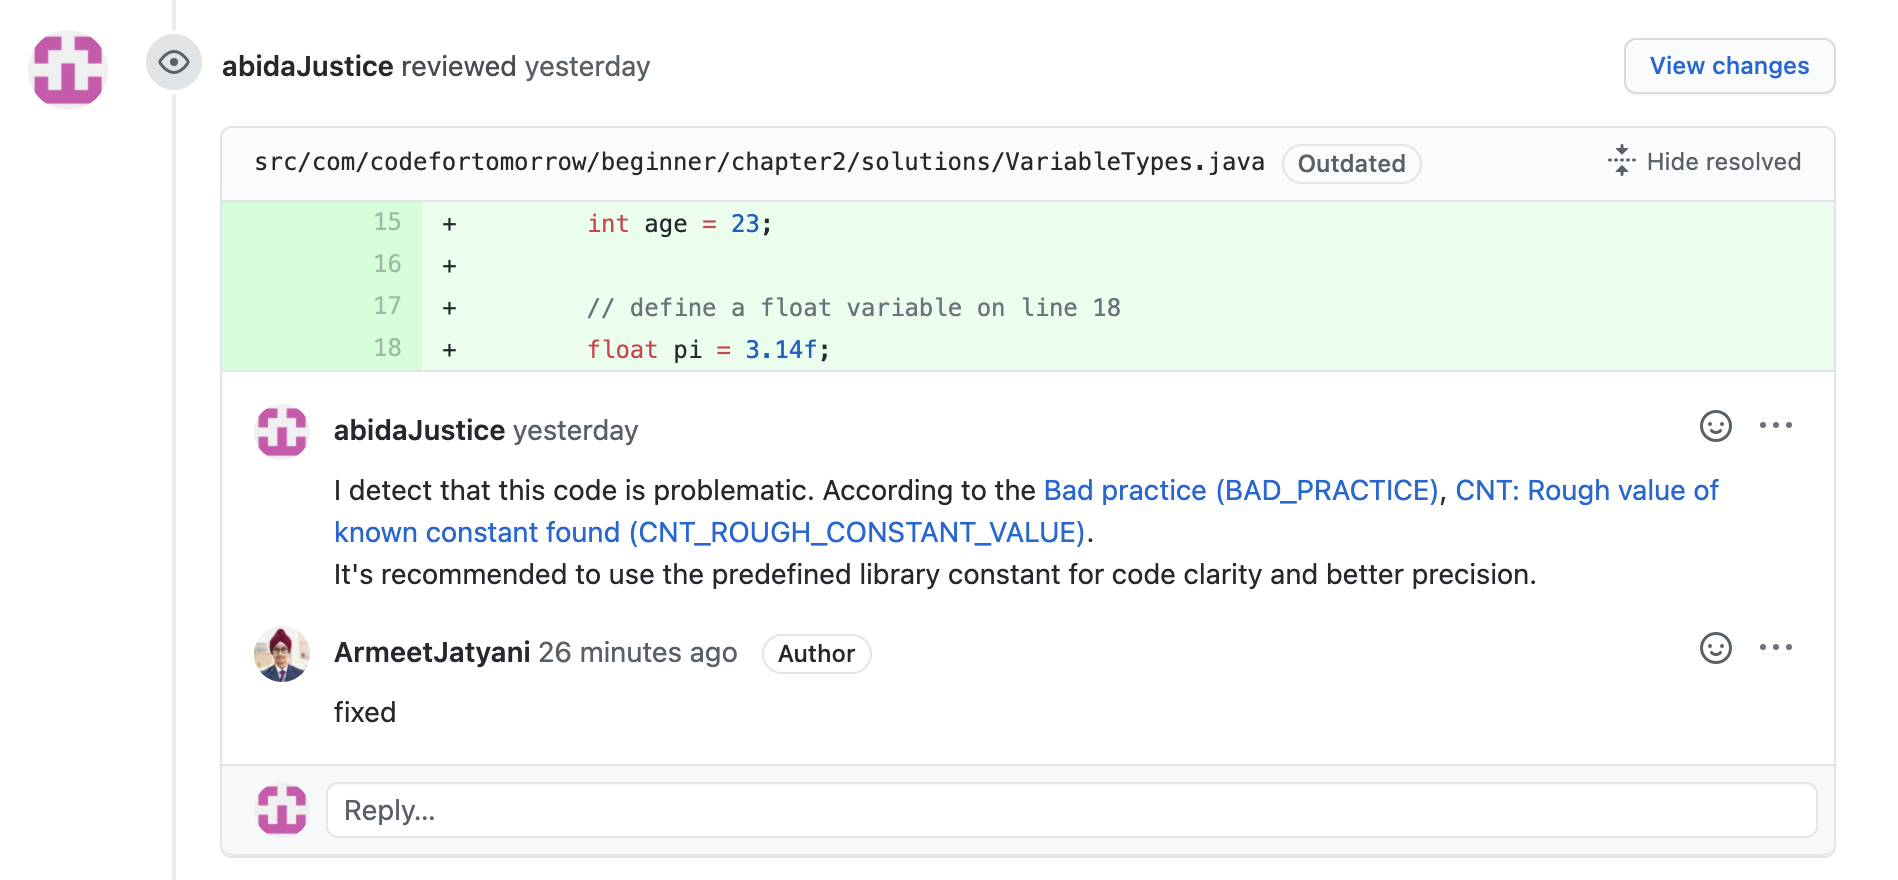 abidaJustice reviewed yesterday
View changes
src/com/codefortomorrow/beginner/chapter2/solutions/VariableTypes.java Outdated Hide resolved
15 + int age = 23;
16 +
17 + // define a float variable on line 18
18 + float pi = 3.14f;
abidaJustice yesterday
I detect that this code is problematic. According to the Bad practice (BAD_PRACTICE), CNT: Rough value of
known constant found (CNT_ROUGH_CONSTANT_VALUE).
It's recommended to use the predefined library constant for code clarity and better precision.
ArmeetJatyani 26 minutes ago Author
fixed
Reply...